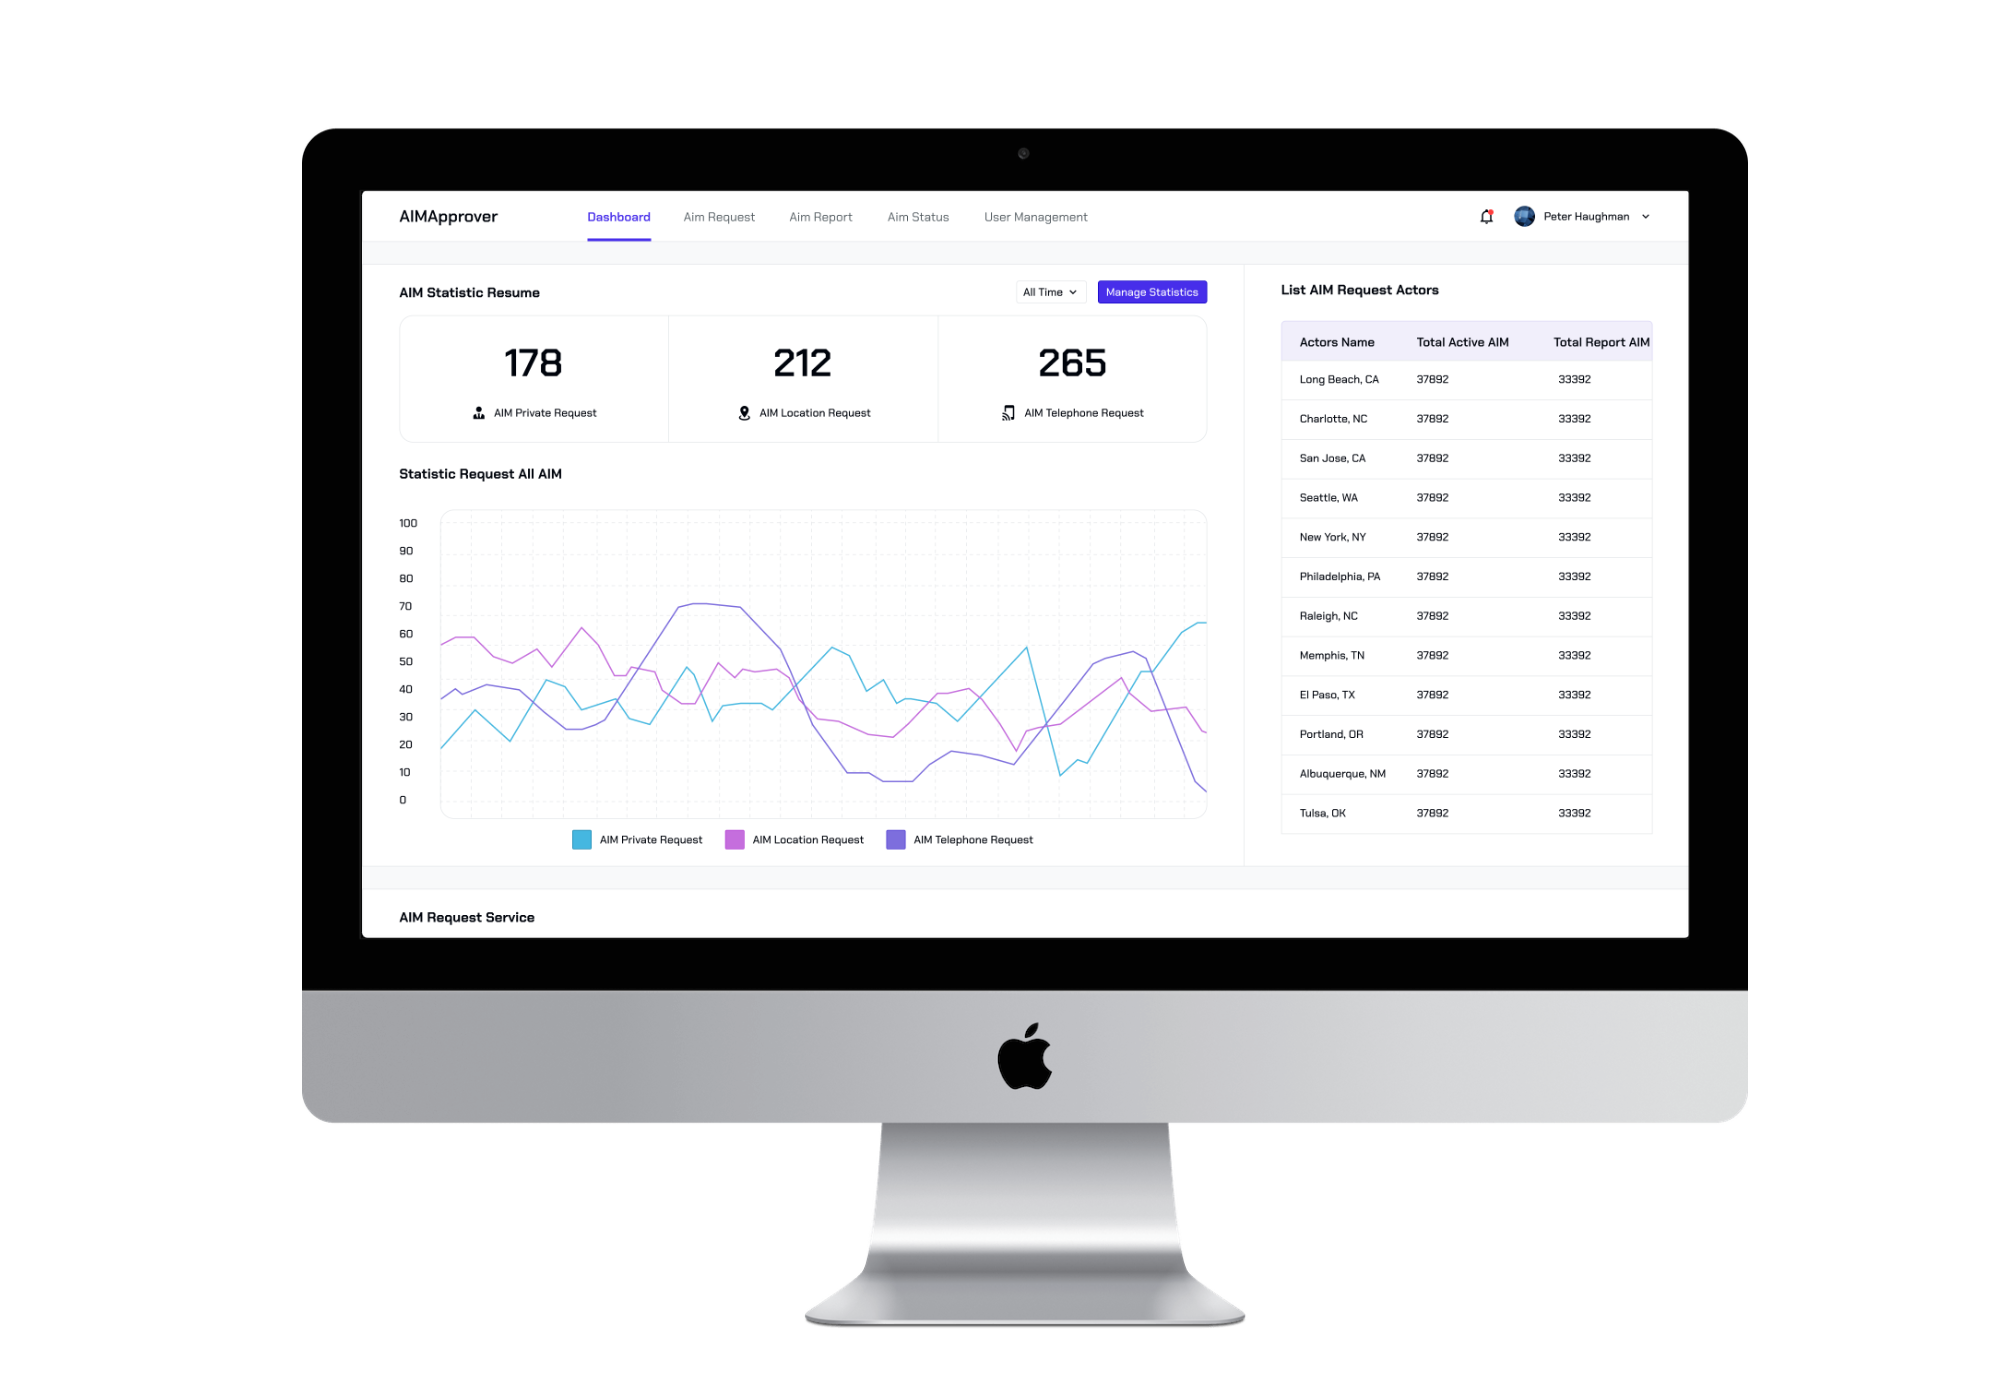 AIMApprover
Dashboard
Aim Request
Aim Report
Aim Status
User Management
Peter Haughman
AIM Statistic Resume
All Time
Manage Statistics
178
AIM Private Request
212
AIM Location Request
265
AIM Telephone Request
Statistic Request All AIM
100
90
80
70
60
50
40
30
20
10
0
AIM Private Request
AIM Location Request
AIM Telephone Request
List AIM Request Actors
Actors Name Total Active AIM Total Report AIM
Long Beach, CA 37892 33392
Charlotte, NC 37892 33392
San Jose, CA 37892 33392
Seattle, WA 37892 33392
New York, NY 37892 33392
Philadelphia, PA 37892 33392
Raleigh, NC 37892 33392
Memphis, TN 37892 33392
El Paso, TX 37892 33392
Portland, OR 37892 33392
Albuquerque, NM 37892 33392
Tulsa, OK 37892 33392
AIM Request Service